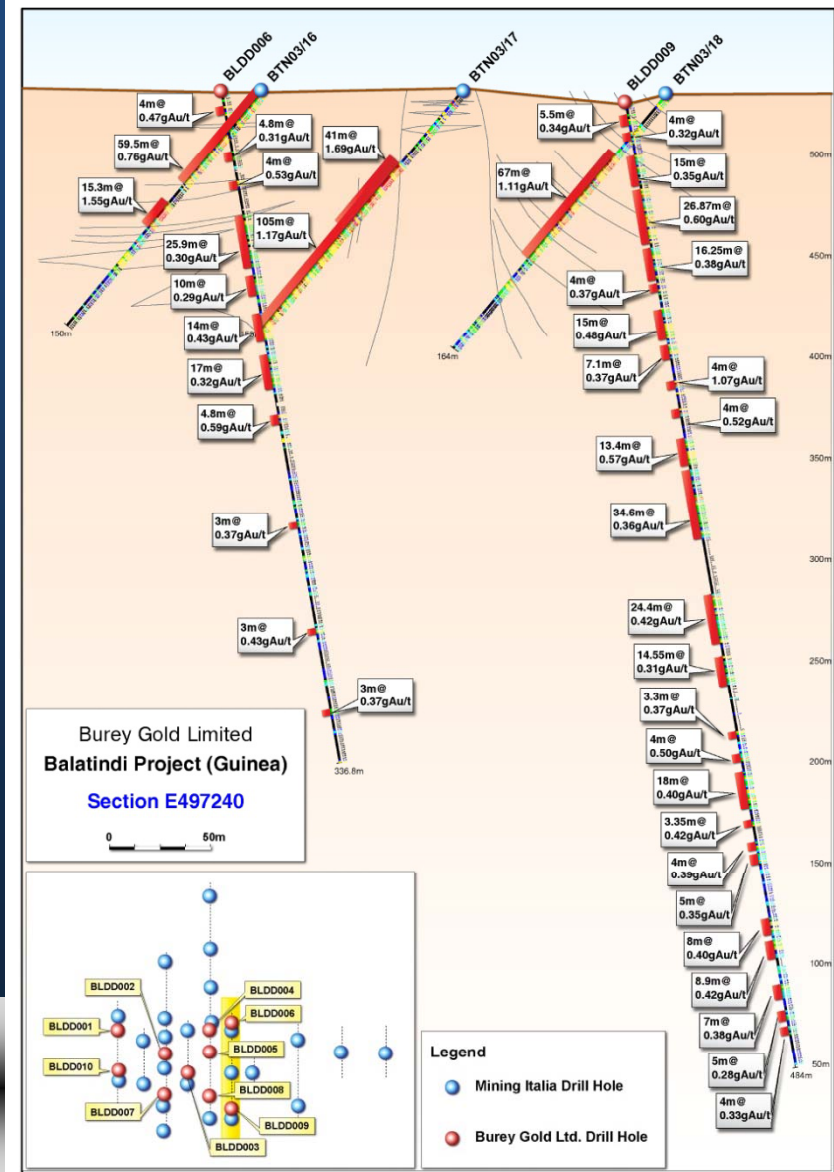 BLDD006
BTN03/16
BTN03/17
BLDD009
BTN03/18
4m@
0.47gAu/t
59.5m@
0.76gAu/t
15.3m@
1.55gAu/t
4.8m@
0.31gAu/t
4m@
0.53gAu/t
41m@
1.69gAu/t
105m@
1.17gAu/t
25.9m@
0.30gAu/t
10m@
0.29gAu/t
14m@
0.43gAu/t
17m@
0.32gAu/t
4.8m@
0.59gAu/t
3m@
0.37gAu/t
3m@
0.43gAu/t
3m@
0.37gAu/t
150m
164m
336.8m
5.5m@
0.34gAu/t
4m@
0.32gAu/t
15m@
0.35gAu/t
67m@
1.11gAu/t
26.87m@
0.60gAu/t
16.25m@
0.38gAu/t
4m@
0.37gAu/t
15m@
0.48gAu/t
7.1m@
0.37gAu/t
4m@
1.07gAu/t
4m@
0.52gAu/t
13.4m@
0.57gAu/t
34.6m@
0.36gAu/t
24.4m@
0.42gAu/t
14.55m@
0.31gAu/t
3.3m@
0.37gAu/t
4m@
0.50gAu/t
18m@
0.40gAu/t
3.35m@
0.42gAu/t
4m@
0.39gAu/t
5m@
0.35gAu/t
8m@
0.40gAu/t
8.9m@
0.42gAu/t
7m@
0.38gAu/t
5m@
0.28gAu/t
4m@
0.33gAu/t
484m
500m
450m
400m
350m
300m
250m
200m
150m
100m
50m
Burey Gold Limited
Balatindi Project (Guinea)
Section E497240
0 50m
BLDD002
BLDD004
BLDD006
BLDD001
BLDD005
BLDD010
BLDD008
BLDD007
BLDD009
BLDD003
Legend
Mining Italia Drill Hole
Burey Gold Ltd. Drill Hole